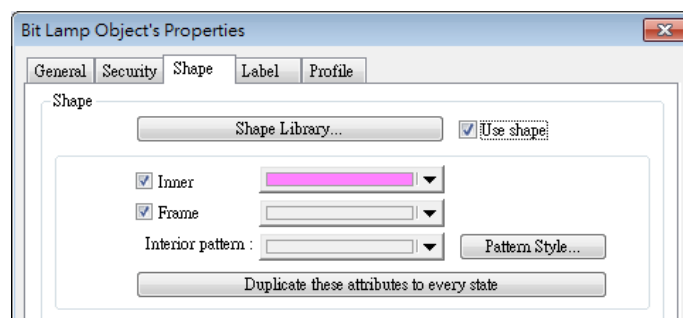 Bit Lamp Object's Properties
General Security Shape Label Profile
Shape
Shape Library... Use shape
Inner
Frame
Interior pattern : Pattern Style...
Duplicate these attributes to every state